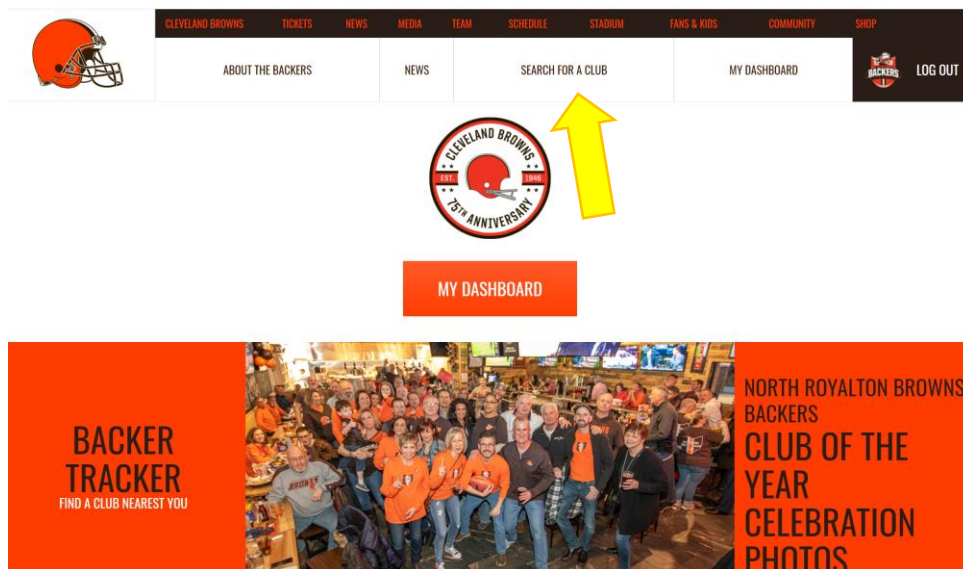 CLEVELAND BROWNS TICKETS NEWS MEDIA TEAM SCHEDULE STADIUM FANS & KIDS COMMUNITY SHOP
ABOUT THE BACKERS NEWS SEARCH FOR A CLUB MY DASHBOARD BACKERS LOG OUT
CLEVELAND BROWNS
EST. 1946
75TH ANNIVERSARY
MY DASHBOARD
BACKER
TRACKER
FIND A CLUB NEAREST YOU
NORTH ROYALTON BROWNS
BACKERS
CLUB OF THE
YEAR
CELEBRATION
PHOTOS